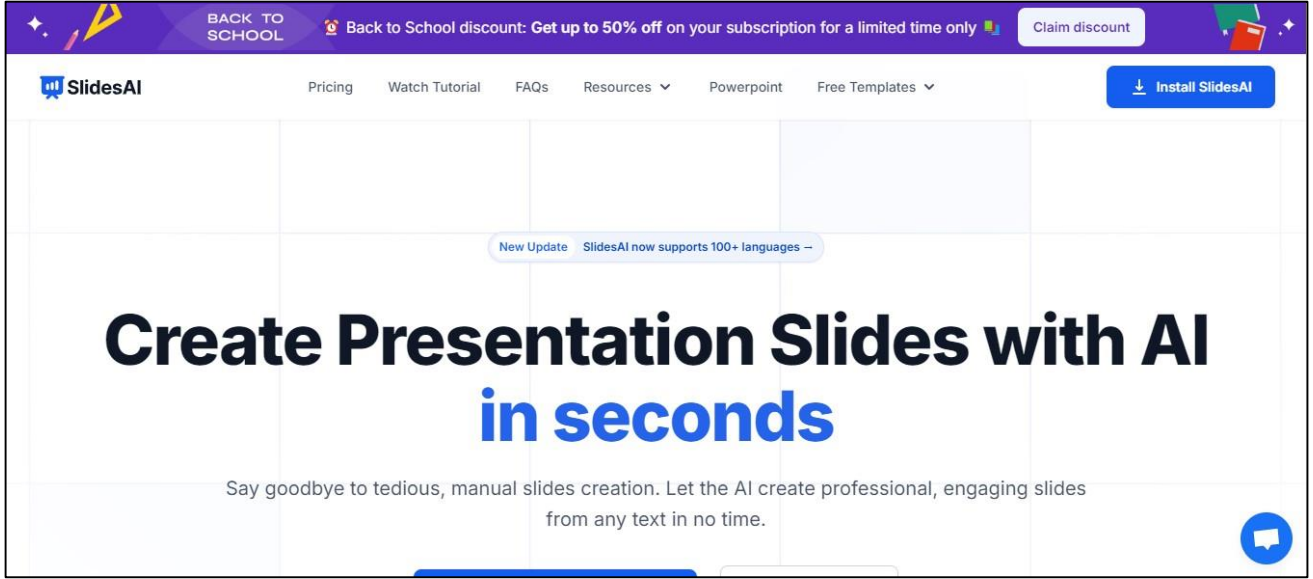 BACK TO
SCHOOL
⏰ Back to School discount: Get up to 50% off on your subscription for a limited time only
Claim discount
SlidesAI
Pricing
Watch Tutorial
FAQs
Resources
Powerpoint
Free Templates
Install SlidesAI
New Update SlidesAI now supports 100+ languages →
Create Presentation Slides with AI
in seconds
Say goodbye to tedious, manual slides creation. Let the AI create professional, engaging slides
from any text in no time.